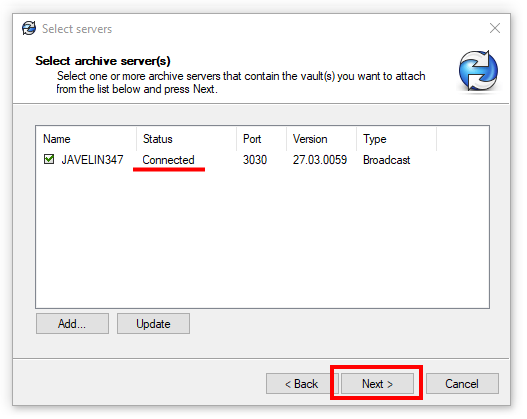 Select servers
Select archive server(s)
Select one or more archive servers that contain the vault(s) you want to attach
from the list below and press Next.
Name Status Port Version Type
JAVELIN347 Connected 3030 27.03.0059 Broadcast
Add... Update
< Back Next > Cancel